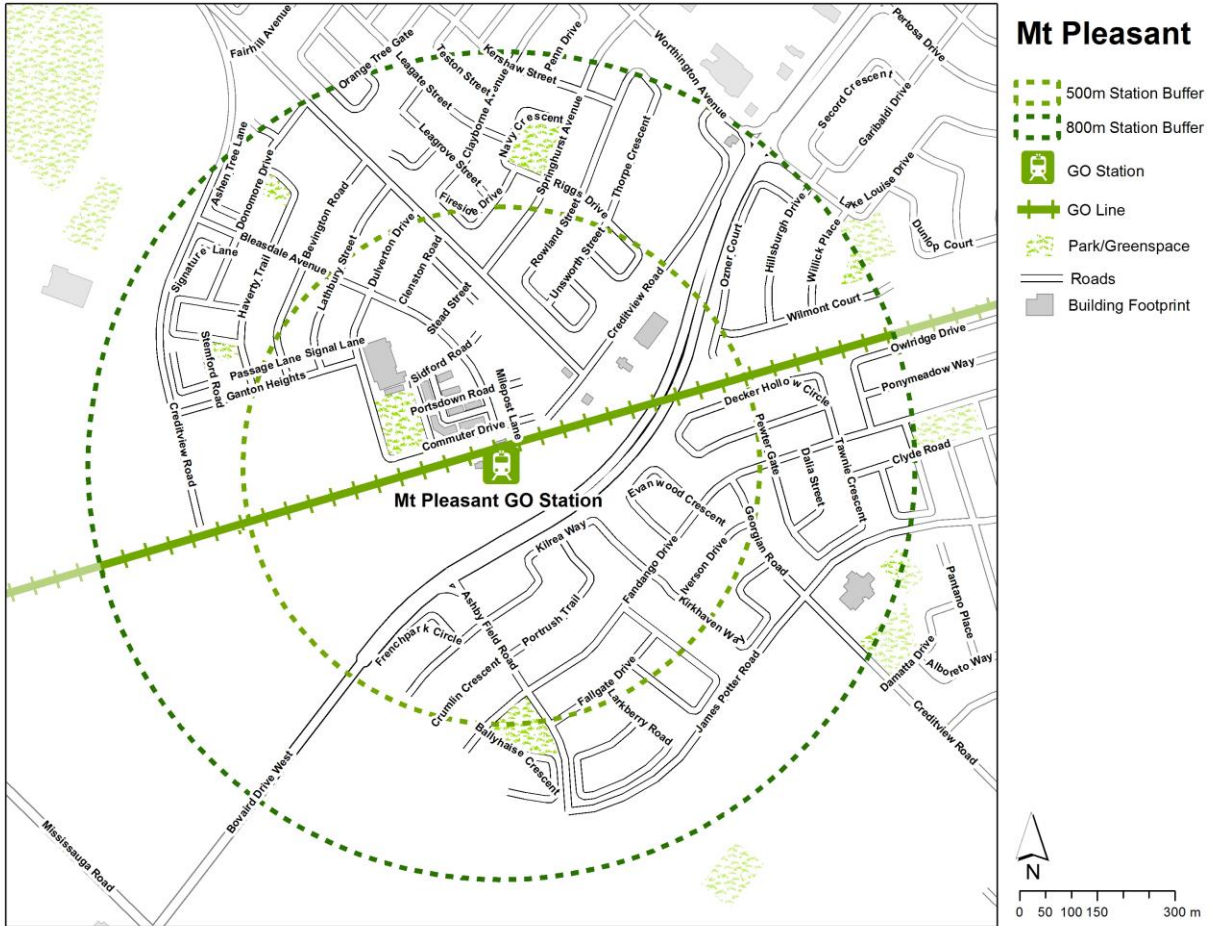 Mt Pleasant
500m Station Buffer
800m Station Buffer
GO Station
GO Line
Park/Greenspace
Roads
Building Footprint
Fairhill Avenue
Orange Tree Gate
Leagate Street
Teston Street
Kershaw Street
Penn Drive
Worthington Avenue
Pertosa Drive
Second Crescent
Garibaldi Drive
Clayborne Avenue
Navy Crescent
Springhurst Avenue
Thorpe Crescent
Leagrove Street
Fireside Drive
Riggs Drive
Rowland Street
Unsworth Street
Ashen Tree Lane
Donomore Drive
Bevington Road
Bleasdale Avenue
Signature Lane
Haverty Trail
Lathbury Street
Dulverton Drive
Clenston Road
Stead Street
Creditview Road
Ozner Court
Hillsburgh Drive
Willick Place
Lake Louise Drive
Dunlop Court
Wilmont Court
Stemford Road
Passage Lane
Signal Lane
Ganton Heights
Sidford Road
Portsdown Road
Milepost Lane
Commuter Drive
Creditview Road
Owlridge Drive
Ponymeadow Way
Decker Hollow Circle
Pewter Gate
Dalia Street
Tawnie Crescent
Clyde Road
Mt Pleasant GO Station
Evanwood Crescent
Georgian Road
Kilrea Way
Fandango Drive
Iverson Drive
Kirkhaven Way
Ashby Field Road
Portrush Trail
Frenchpark Circle
Crumlin Crescent
Fallgate Drive
Larkberry Road
James Potter Road
Ballyhaise Crescent
Pantano Place
Damatta Drive
Alboreto Way
Creditview Road
Bovaird Drive West
Mississauga Road
N
0 50 100 150 300 m